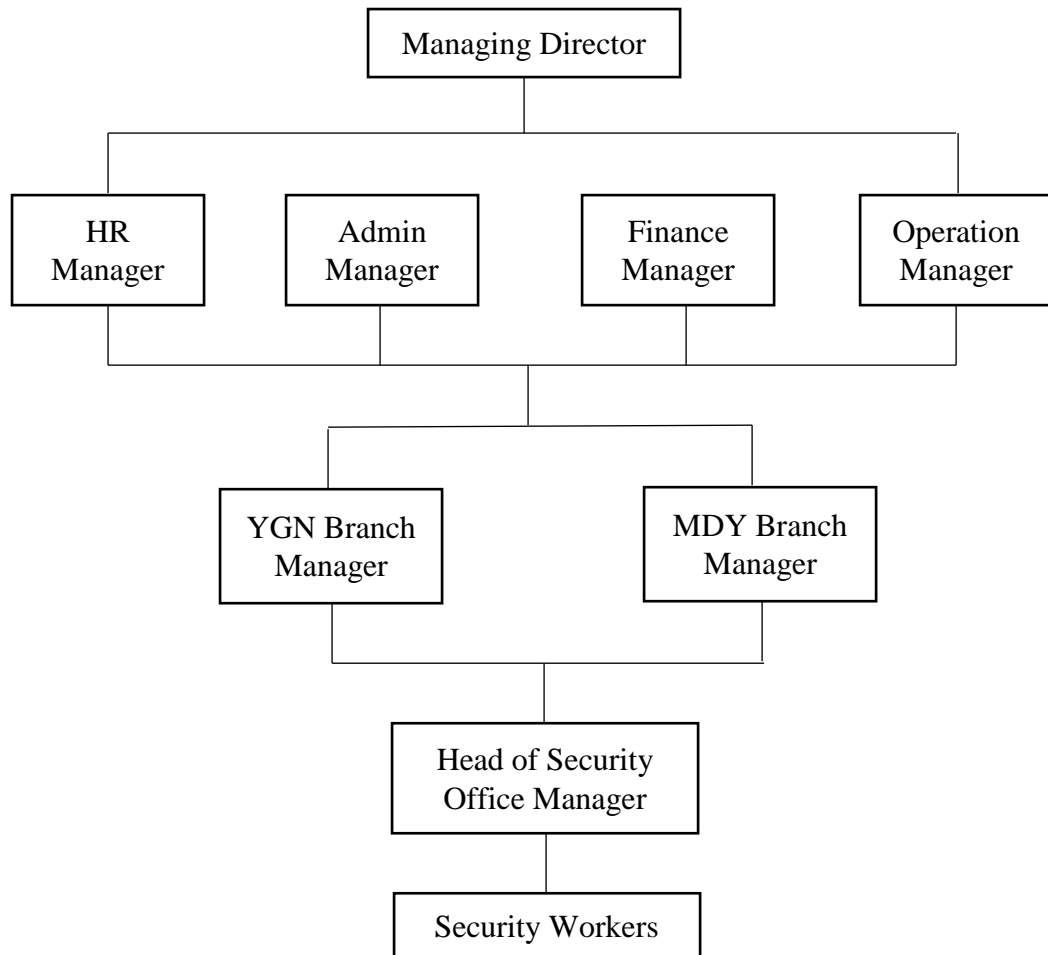 Managing Director
HR
Manager
Admin
Manager
Finance
Manager
Operation
Manager
YGN Branch
Manager
MDY Branch
Manager
Head of Security
Office Manager
Security Workers